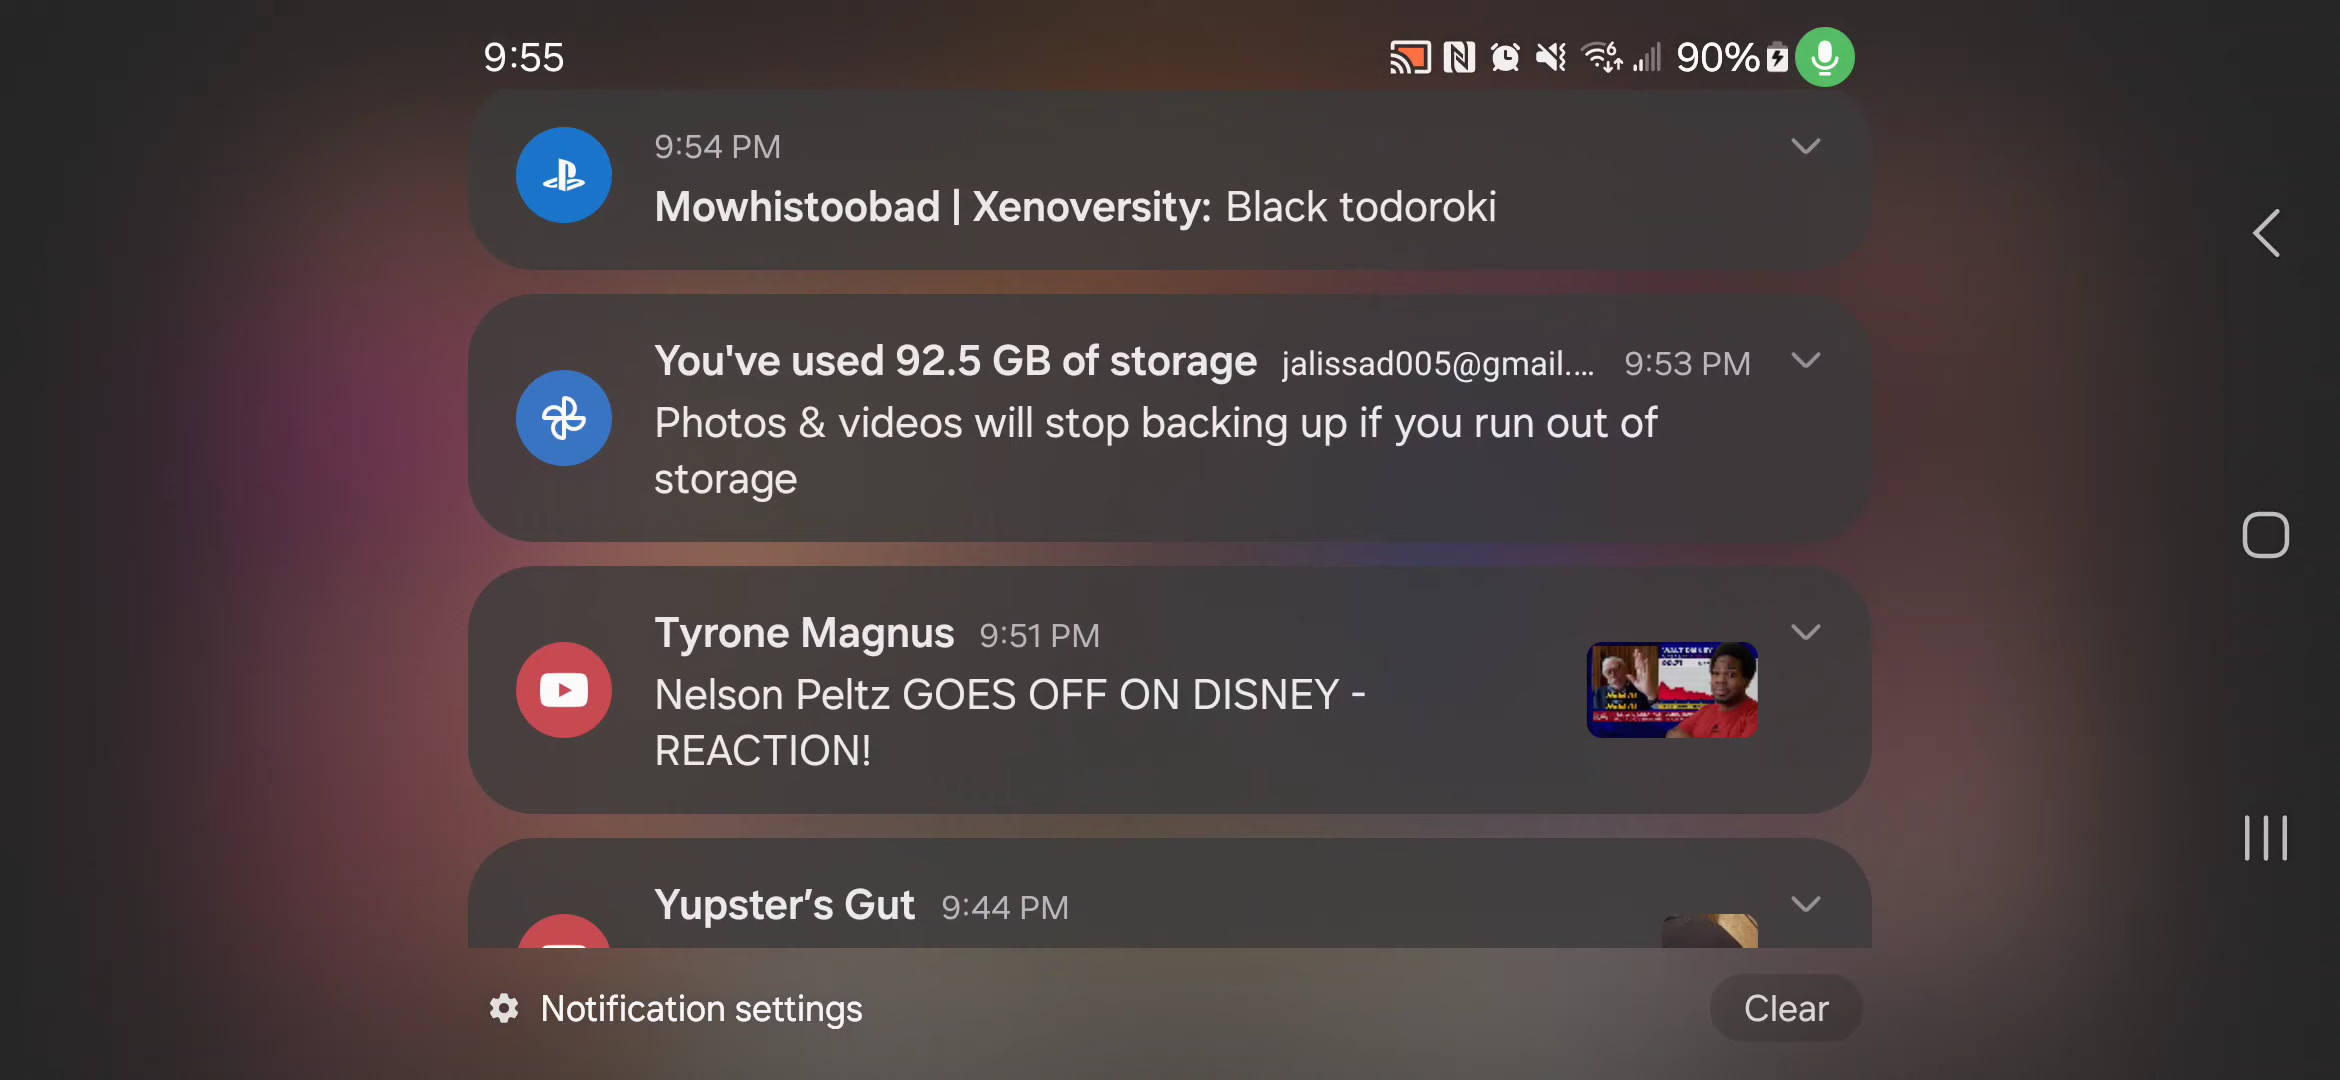 9:55
6 90%
9:54 PM
Mowhistoobad | Xenoversity: Black todoroki
You've used 92.5 GB of storage jalissad005@gmail.... 9:53 PM
Photos & videos will stop backing up if you run out of
storage
Tyrone Magnus 9:51 PM
Nelson Peltz GOES OFF ON DISNEY -
REACTION!
Yupster’s Gut 9:44 PM
Notification settings Clear